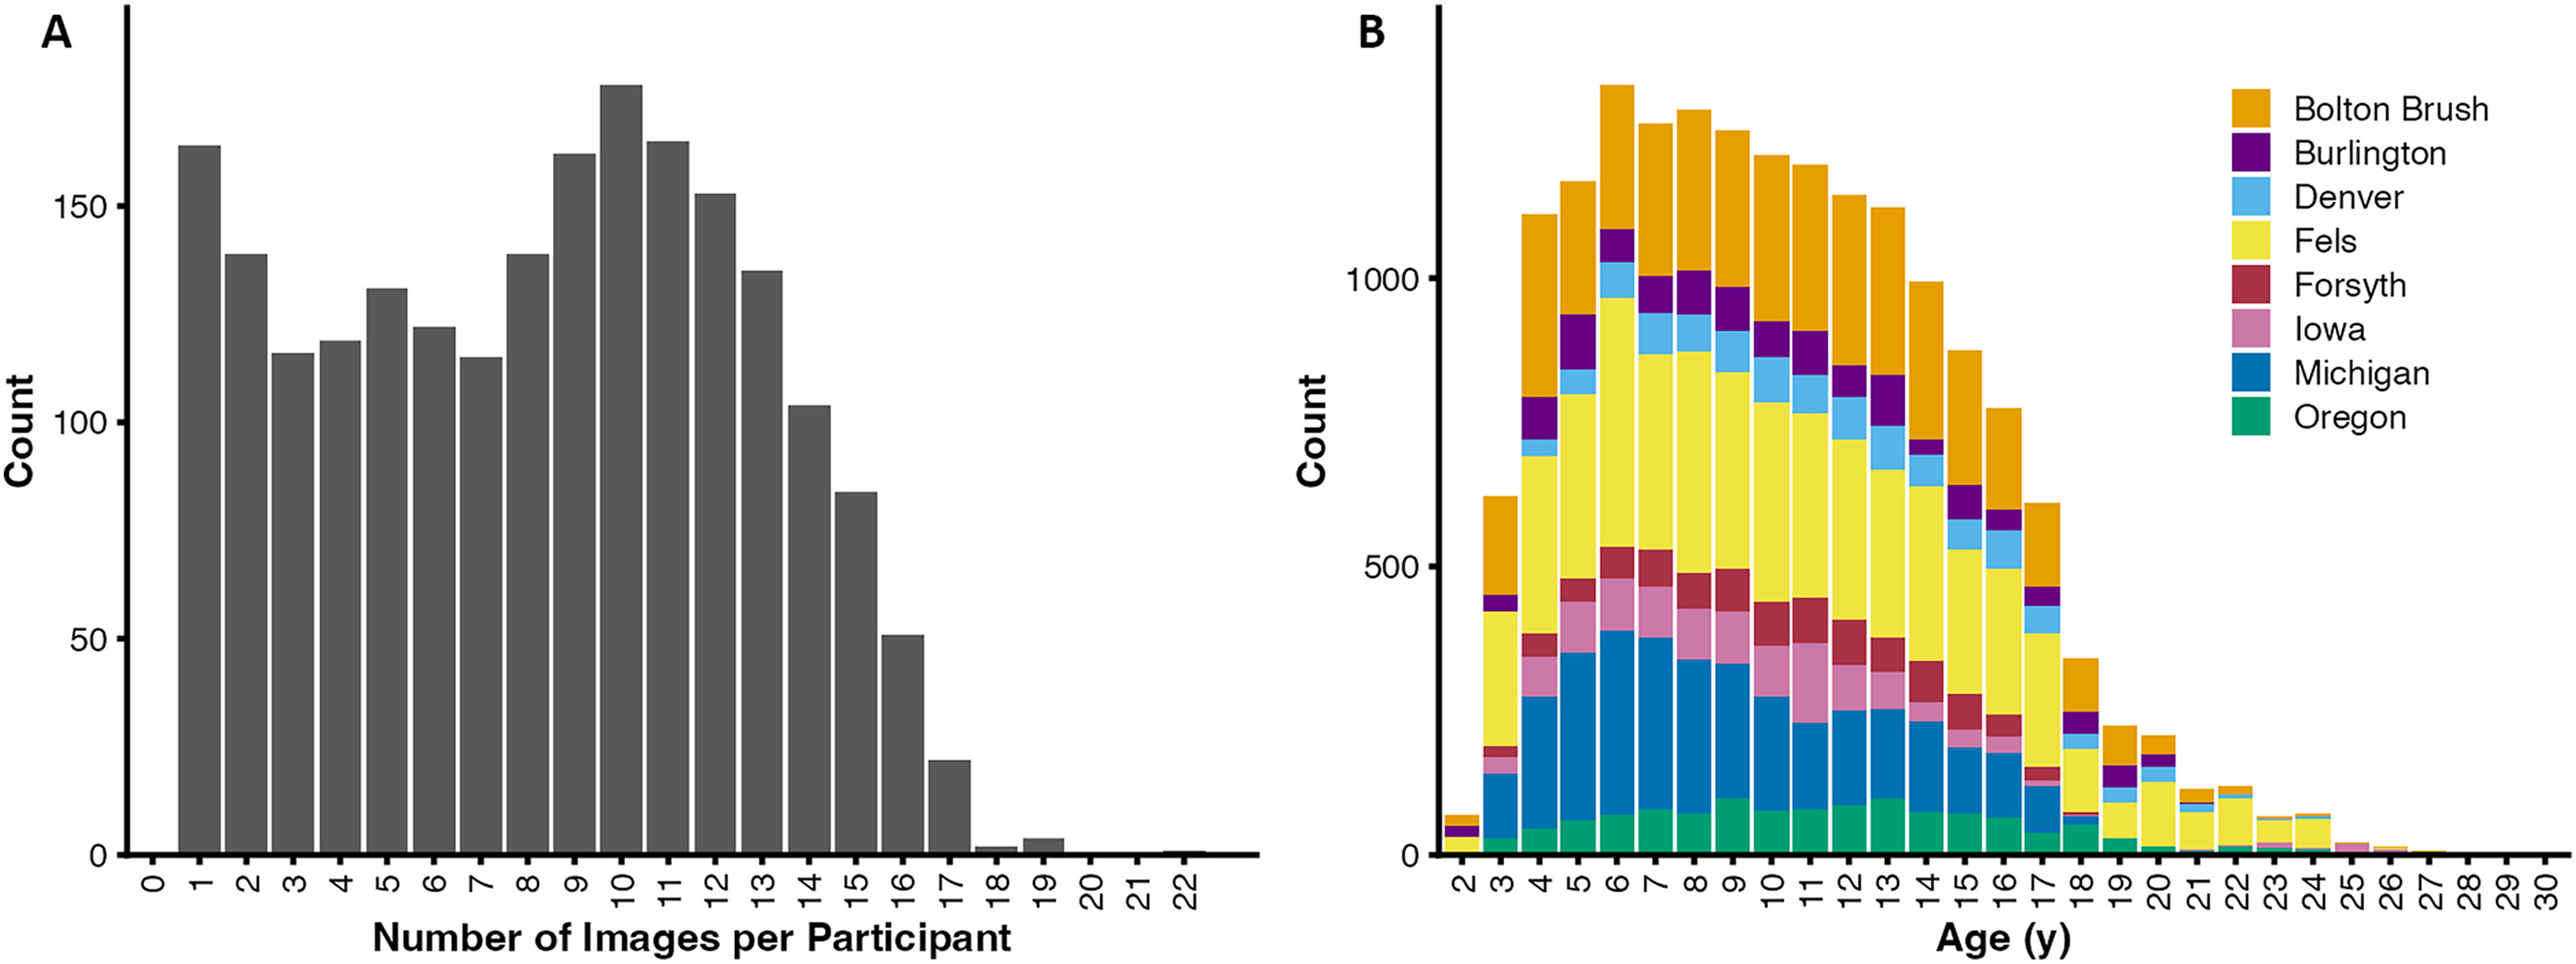 A
Count
150
100
50
0
0 1 2 3 4 5 6 7 8 9 10 11 12 13 14 15 16 17 18 19 20 21 22
Number of Images per Participant
B
Count
1000
500
0
2 3 4 5 6 7 8 9 10 11 12 13 14 15 16 17 18 19 20 21 22 23 24 25 26 27 28 29 30
Age (y)
Bolton Brush
Burlington
Denver
Fels
Forsyth
Iowa
Michigan
Oregon